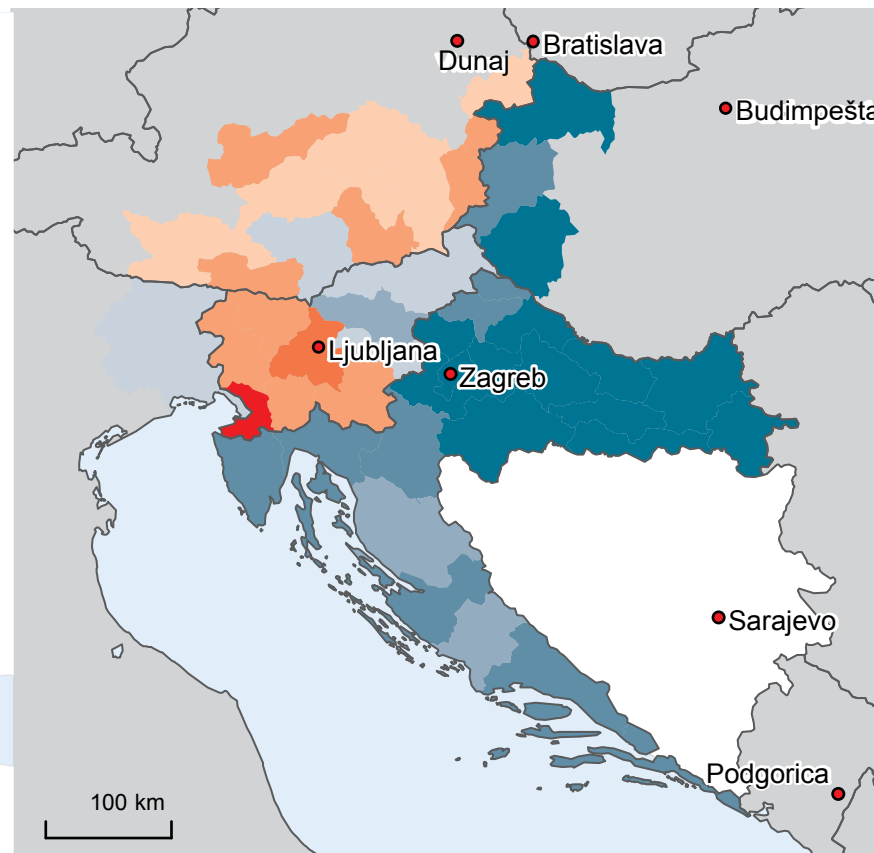 Dunaj
Bratislava
Budimpešta
Ljubljana
Zagreb
Sarajevo
Podgorica
100 km